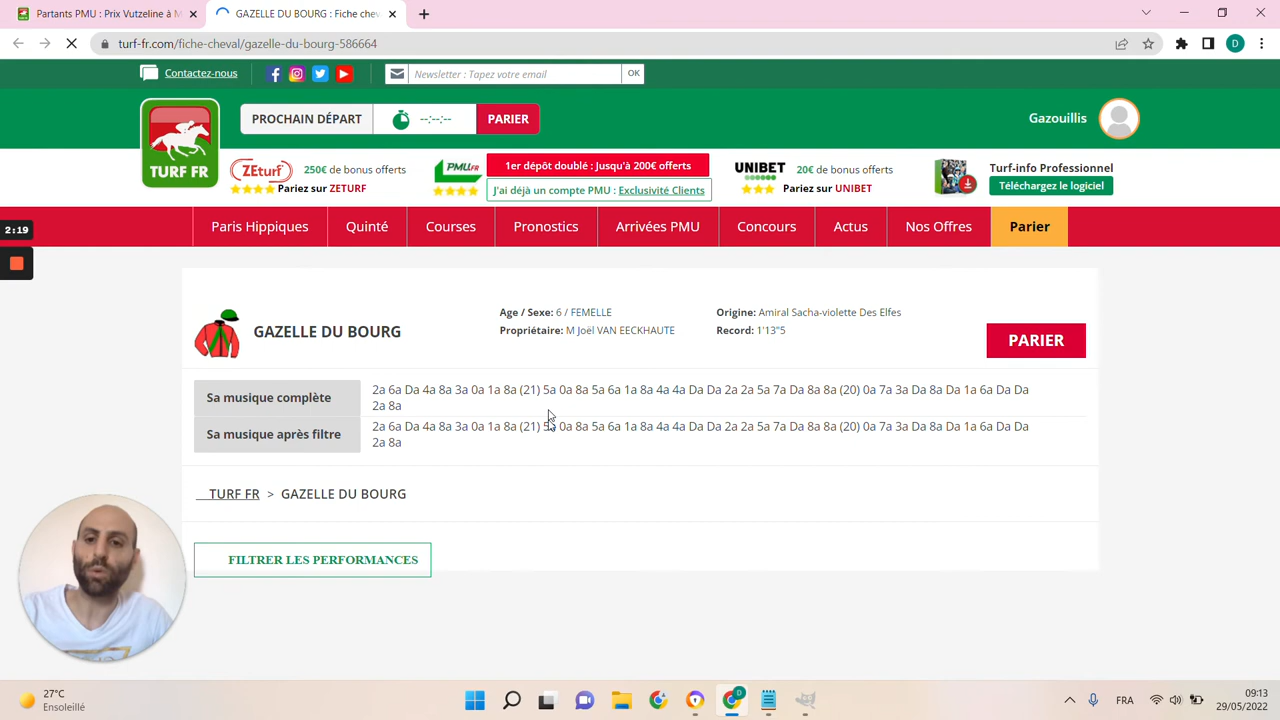 Partants PMU : Prix Vutzeline à M
GAZELLE DU BOURG : Fiche chev
turf-fr.com/fiche-cheval/gazelle-du-bourg-586664
D
Contactez-nous
Newsletter : Tapez votre email
OK
TURF FR
PROCHAIN DÉPART
--:--:--
PARIER
Gazouillis
ZEturf
250€ de bonus offerts
Pariez sur ZETURF
PMU.FR
1er dépôt doublé : Jusqu'à 200€ offerts
J'ai déjà un compte PMU : Exclusivité Clients
UNIBET
20€ de bonus offerts
Pariez sur UNIBET
Turf-info Professionnel
Téléchargez le logiciel
Paris Hippiques
Quinté
Courses
Pronostics
Arrivées PMU
Concours
Actus
Nos Offres
Parier
2:19
GAZELLE DU BOURG
Age / Sexe: 6 / FEMELLE
Propriétaire: M Joël VAN EECKHAUTE
Origine: Amiral Sacha-violette Des Elfes
Record: 1'13"5
PARIER
Sa musique complète
2a 6a Da 4a 8a 3a 0a 1a 8a (21) 5a 0a 8a 5a 6a 1a 8a 4a 4a Da Da 2a 2a 5a 7a Da 8a 8a (20) 0a 7a 3a Da 8a Da 1a 6a Da Da
2a 8a
Sa musique après filtre
2a 6a Da 4a 8a 3a 0a 1a 8a (21) 5a 0a 8a 5a 6a 1a 8a 4a 4a Da Da 2a 2a 5a 7a Da 8a 8a (20) 0a 7a 3a Da 8a Da 1a 6a Da Da
2a 8a
TURF FR > GAZELLE DU BOURG
FILTRER LES PERFORMANCES
27°C
Ensoleillé
D
FRA
09:13
29/05/2022